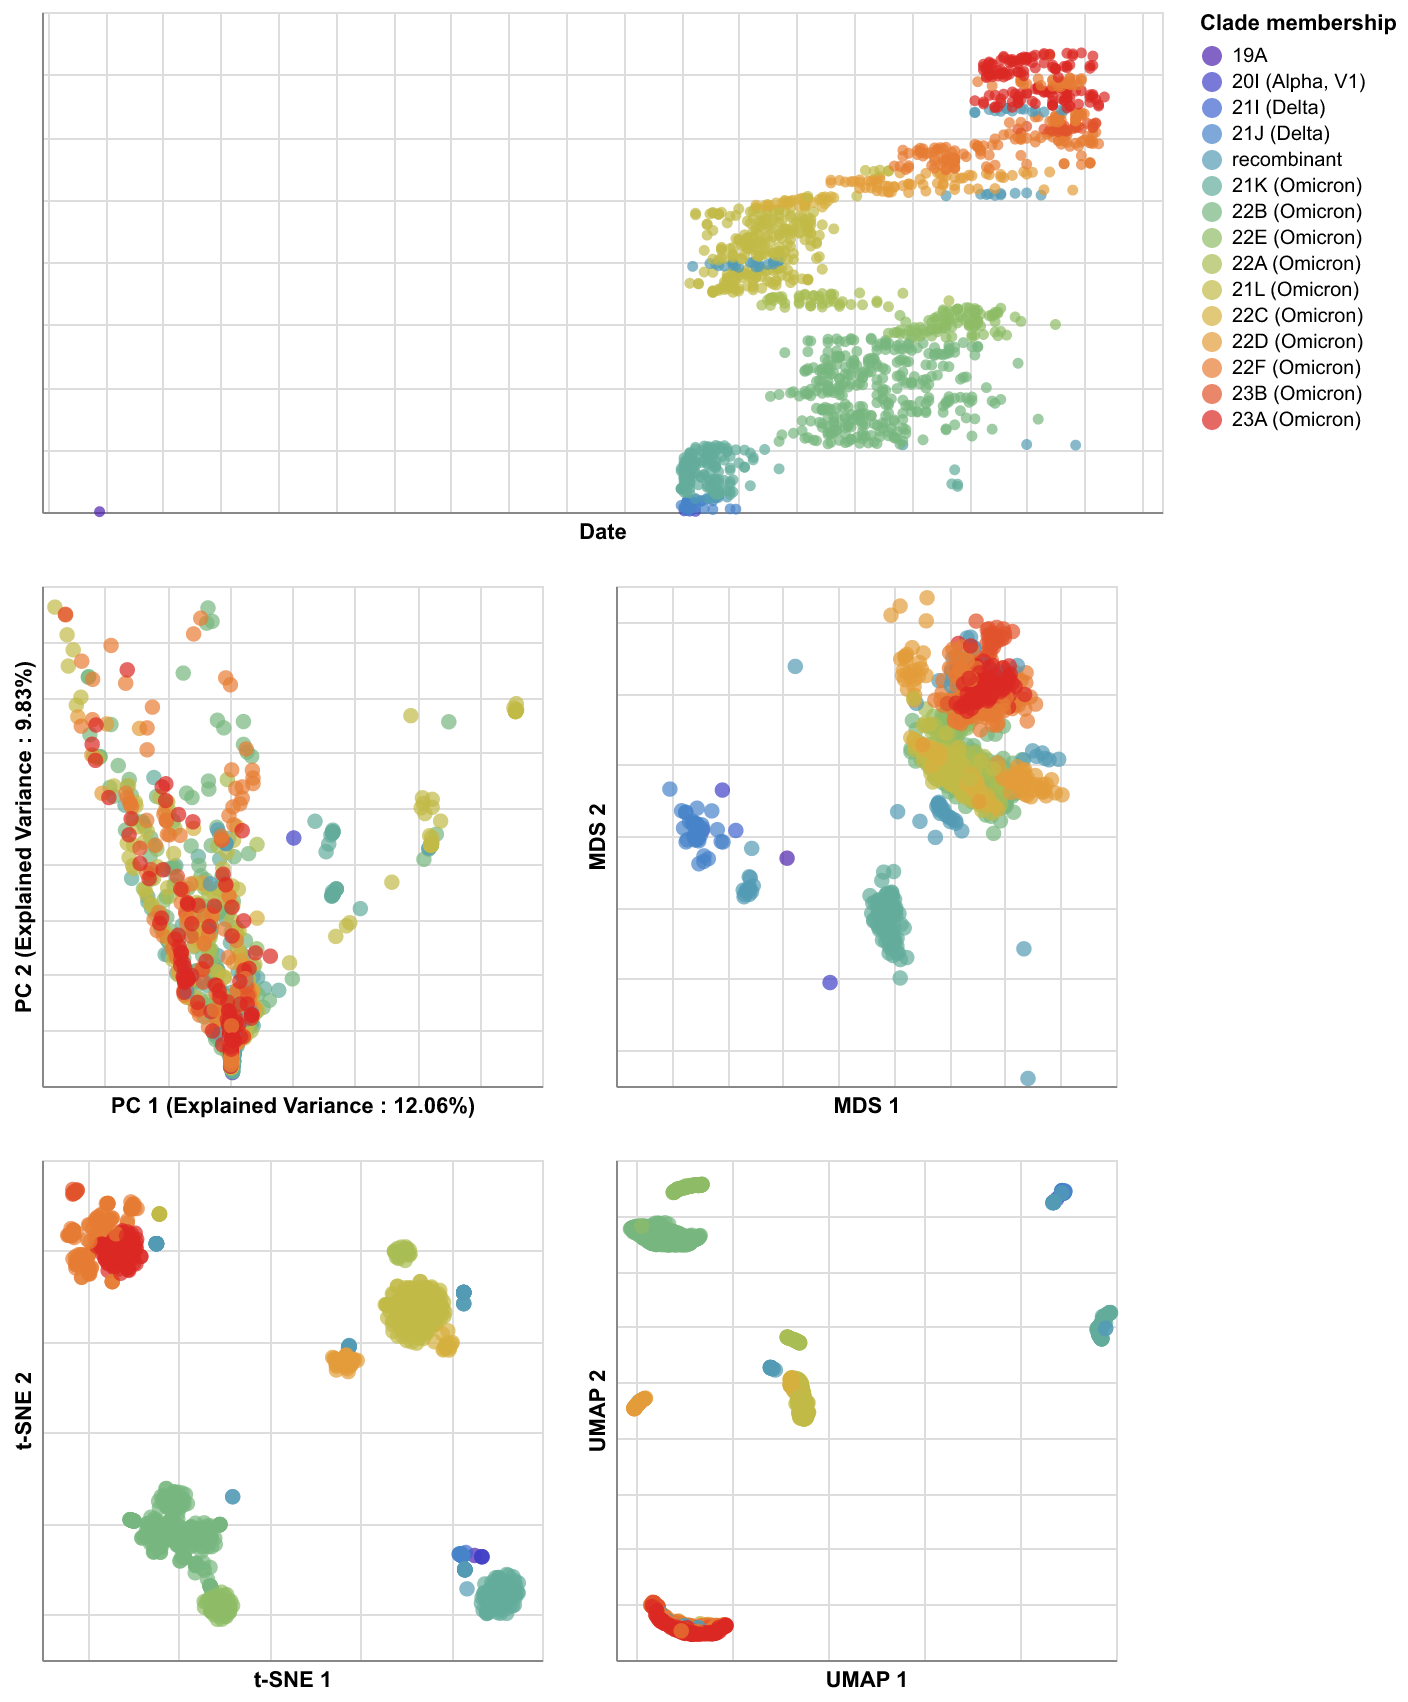 Clade membership
19A
20I (Alpha, V1)
21I (Delta)
21J (Delta)
recombinant
21K (Omicron)
22B (Omicron)
22E (Omicron)
22A (Omicron)
21L (Omicron)
22C (Omicron)
22D (Omicron)
22F (Omicron)
23B (Omicron)
23A (Omicron)
Date
PC 2 (Explained Variance : 9.83%)
PC 1 (Explained Variance : 12.06%)
MDS 2
MDS 1
t-SNE 2
t-SNE 1
UMAP 2
UMAP 1